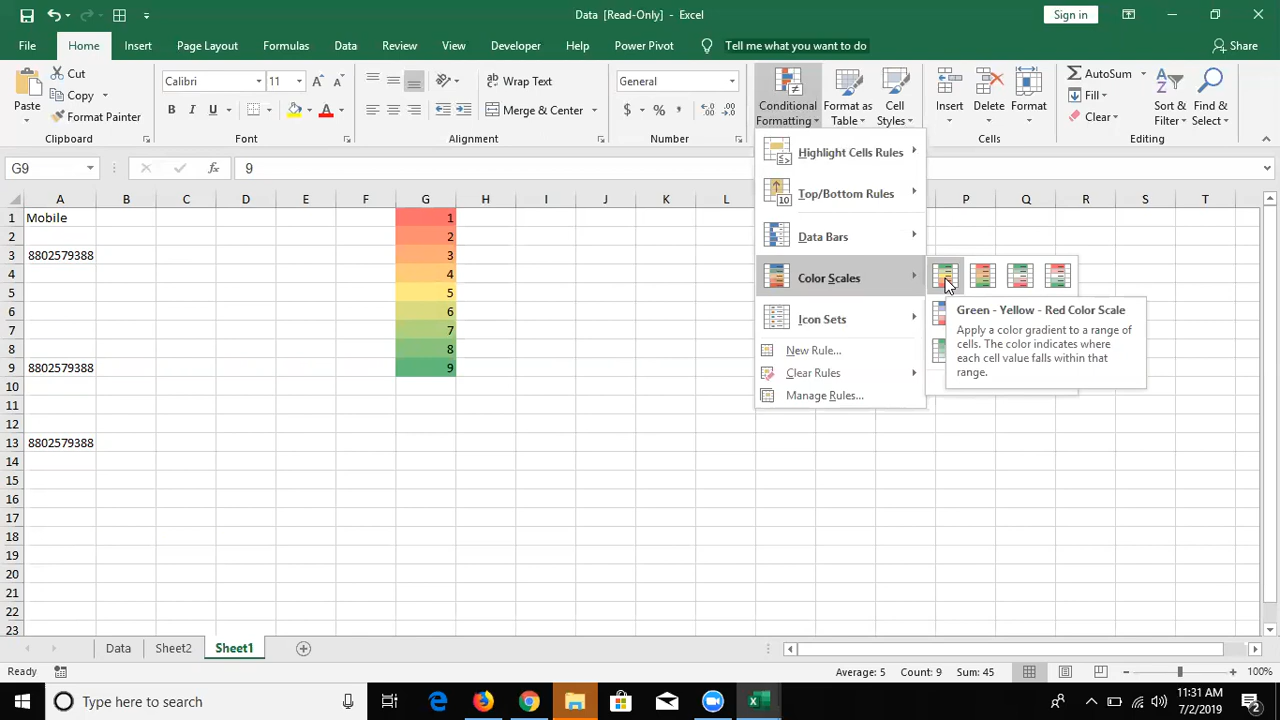 Data [Read-Only] - Excel
Sign in
File Home Insert Page Layout Formulas Data Review View Developer Help Power Pivot Tell me what you want to do Share
Paste
Cut
Copy
Format Painter
Clipboard
Calibri 11
B I U
Font
Wrap Text
Merge & Center
Alignment
General
$ % ,
Number
Conditional Formatting
Format as Table
Cell Styles
Insert Delete Format
Cells
AutoSum
Fill
Clear
Sort & Filter
Find & Select
Editing
G9 fx 9
A B C D E F G H I J K L P Q R S T
1 Mobile 1
2 2
3 8802579388 3
4 4
5 5
6 6
7 7
8 8
9 8802579388 9
10
11
12
13 8802579388
14
15
16
17
18
19
20
21
22
23
Highlight Cells Rules
Top/Bottom Rules
Data Bars
Color Scales
Icon Sets
New Rule...
Clear Rules
Manage Rules...
Green - Yellow - Red Color Scale
Apply a color gradient to a range of
cells. The color indicates where
each cell value falls within that
range.
Data Sheet2 Sheet1
Ready Average: 5 Count: 9 Sum: 45 100%
Type here to search
11:31 AM
7/2/2019
2